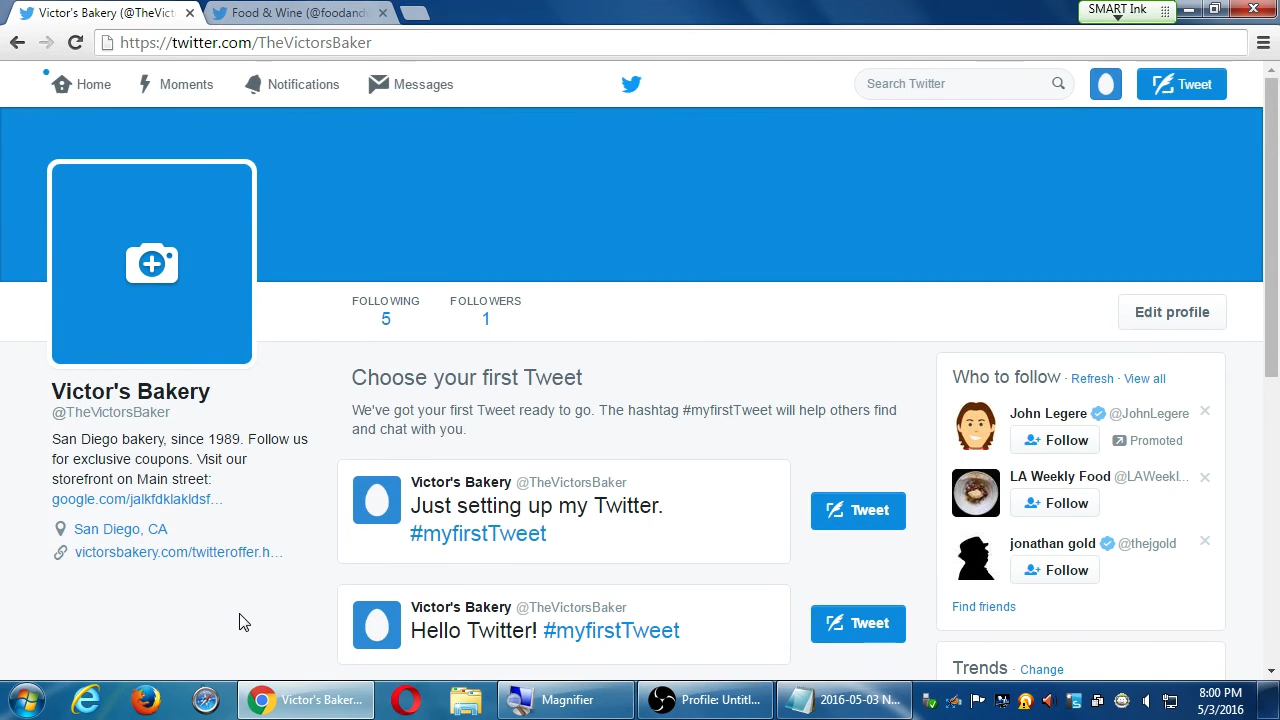 Victor's Bakery (@TheVict
Food & Wine (@foodand
SMART Ink
https://twitter.com/TheVictorsBaker
Home
Moments
Notifications
Messages
Search Twitter
Tweet
FOLLOWING
5
FOLLOWERS
1
Edit profile
Victor's Bakery
@TheVictorsBaker
San Diego bakery, since 1989. Follow us
for exclusive coupons. Visit our
storefront on Main street:
google.com/jalkfdklakldsf…
San Diego, CA
victorsbakery.com/twitteroffer.h…
Choose your first Tweet
We've got your first Tweet ready to go. The hashtag #myfirstTweet will help others find
and chat with you.
Victor's Bakery @TheVictorsBaker
Just setting up my Twitter.
#myfirstTweet
Tweet
Victor's Bakery @TheVictorsBaker
Hello Twitter! #myfirstTweet
Tweet
Who to follow · Refresh · View all
John Legere @JohnLegere
Follow
Promoted
LA Weekly Food @LAWeekl...
Follow
jonathan gold @thejgold
Follow
Find friends
Trends · Change
Victor's Baker...
Magnifier
Profile: Untitl...
2016-05-03 N...
8:00 PM
5/3/2016